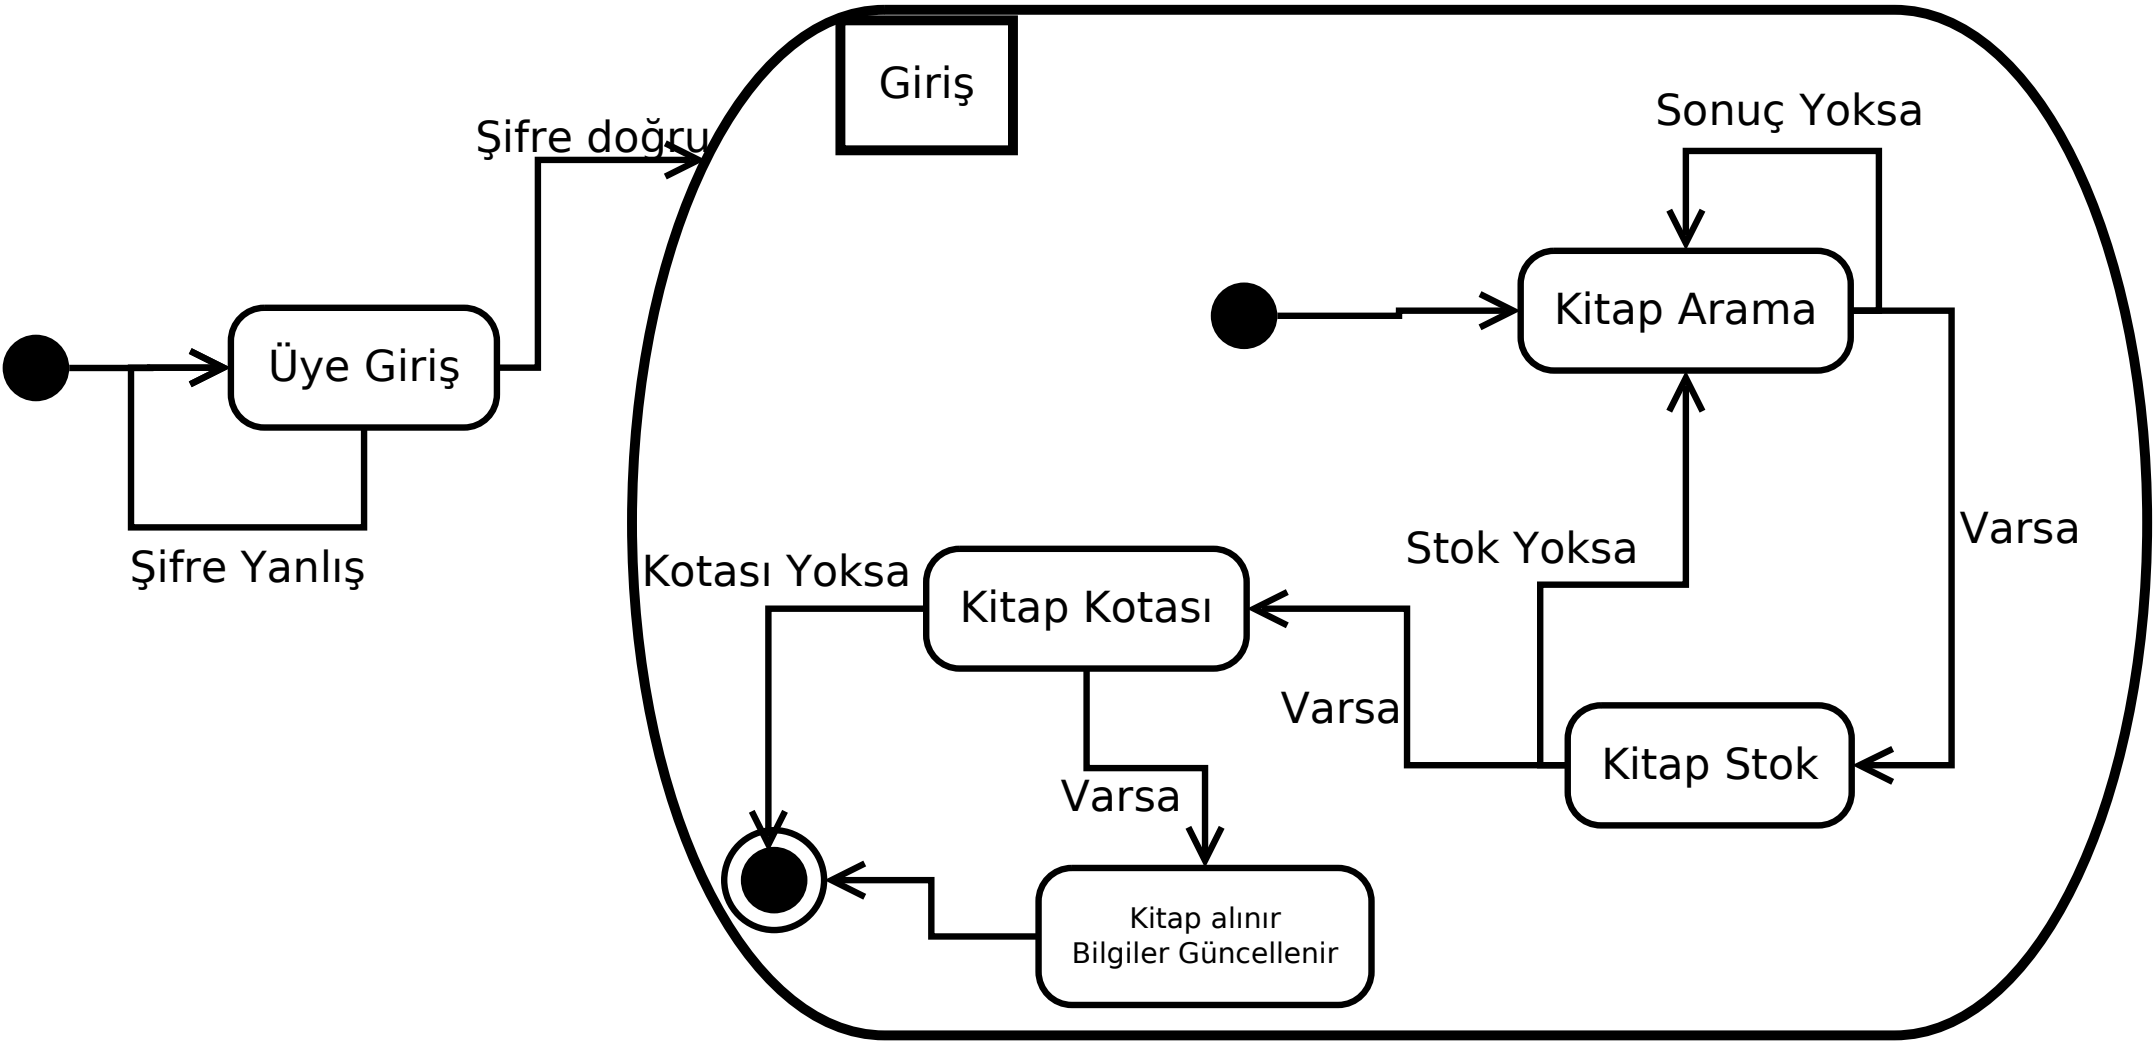 Giriş
Şifre doğru
Sonuç Yoksa
Kitap Arama
Üye Giriş
Şifre Yanlış
Varsa
Stok Yoksa
Kotası Yoksa
Kitap Kotası
Varsa
Kitap Stok
Varsa
Kitap alınır
Bilgiler Güncellenir